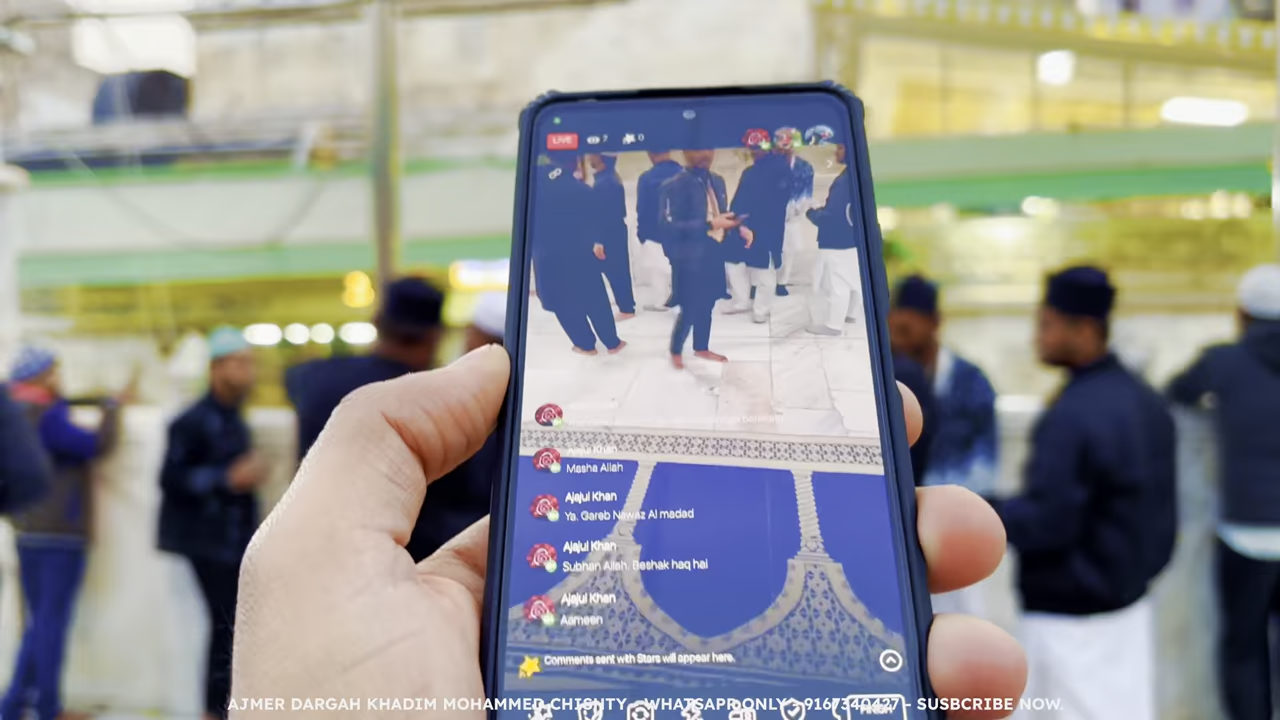 LIVE 7 0
Masha Allah
Ajajul Khan
Ya. Gareb Nawaz Al madad
Ajajul Khan
Subhan Allah. Beshak haq hai
Ajajul Khan
Aameen
Comments sent with Stars will appear here.
AJMER DARGAH KHADIM MOHAMMED CHISHTY - WHATSAPP ONLY - 9167340427 - SUSBCRIBE NOW.